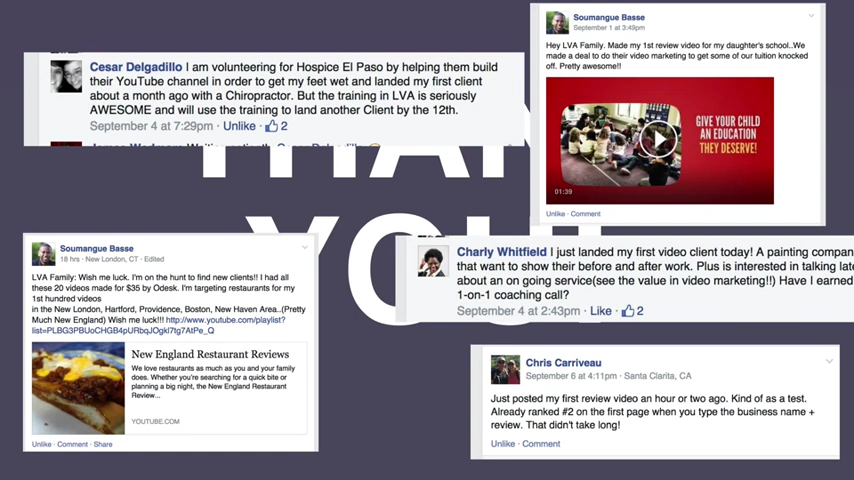 Cesar Delgadillo I am volunteering for Hospice El Paso by helping them build
their YouTube channel in order to get my feet wet and landed my first client
about a month ago with a Chiropractor. But the training in LVA is seriously
AWESOME and will use the training to land another Client by the 12th.
September 4 at 7:29pm · Unlike · 2
Soumangue Basse
September 1 at 3:49pm
Hey LVA Family. Made my 1st review video for my daughter's school..We
made a deal to do their video marketing to get some of our tuition knocked
off. Pretty awesome!!
GIVE YOUR CHILD
AN EDUCATION
THEY DESERVE!
01:39
Unlike · Comment
THAN
YOU
Soumangue Basse
18 hrs · New London, CT · Edited
LVA Family: Wish me luck. I'm on the hunt to find new clients!! I had all
these 20 videos made for $35 by Odesk. I'm targeting restaurants for my
1st hundred videos
in the New London, Hartford, Providence, Boston, New Haven Area..(Pretty
Much New England) Wish me luck!!! http://www.youtube.com/playlist?
list=PLBG3PBUoCHGB4pURbqJOgkl7tg7AtPe_Q
New England Restaurant Reviews
We love restaurants as much as you and your family
does. Whether you're searching for a quick bite or
planning a big night, the New England Restaurant
Review...
YOUTUBE.COM
Unlike · Comment · Share
Charly Whitfield I just landed my first video client today! A painting compan
that want to show their before and after work. Plus is interested in talking late
about an on going service(see the value in video marketing!!) Have I earned
1-on-1 coaching call?
September 4 at 2:43pm · Like · 2
Chris Carriveau
September 6 at 4:11pm · Santa Clarita, CA
Just posted my first review video an hour or two ago. Kind of as a test.
Already ranked #2 on the first page when you type the business name +
review. That didn't take long!
Unlike · Comment